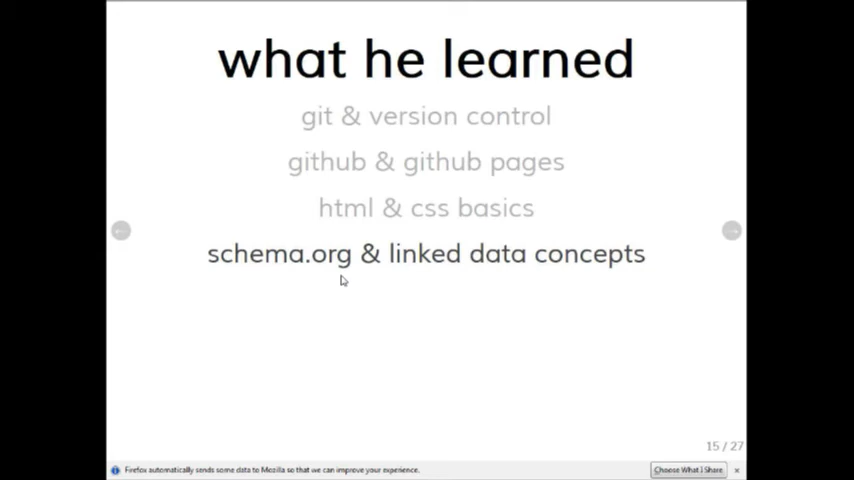 what he learned
git & version control
github & github pages
html & css basics
schema.org & linked data concepts
15 / 27
Firefox automatically sends some data to Mozilla so that we can improve your experience.
Choose What I Share